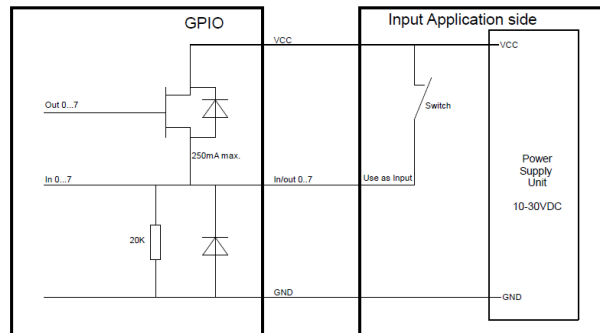 GPIO
Input Application side
VCC
VCC
Out 0...7
Switch
250mA max.
In 0...7
In/out 0..7
Use as Input
Power
Supply
Unit
10-30VDC
20K
GND
GND